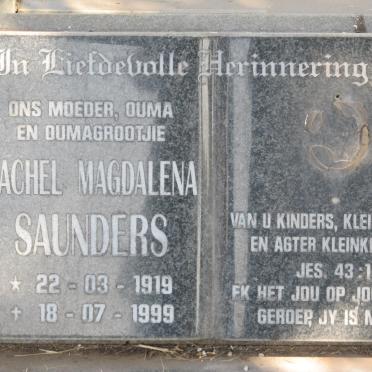 In Liefdevolle Herinnering
ONS MOEDER, OUMA
EN OUMAGROOTJIE
ACHEL MAGDALENA
SAUNDERS
* 22 - 03 - 1919
+ 18 - 07 - 1999
VAN U KINDERS, KLEI
EN AGTER KLEINK
JES. 43:1
EK HET JOU OP JO
GEROEP, JY IS M